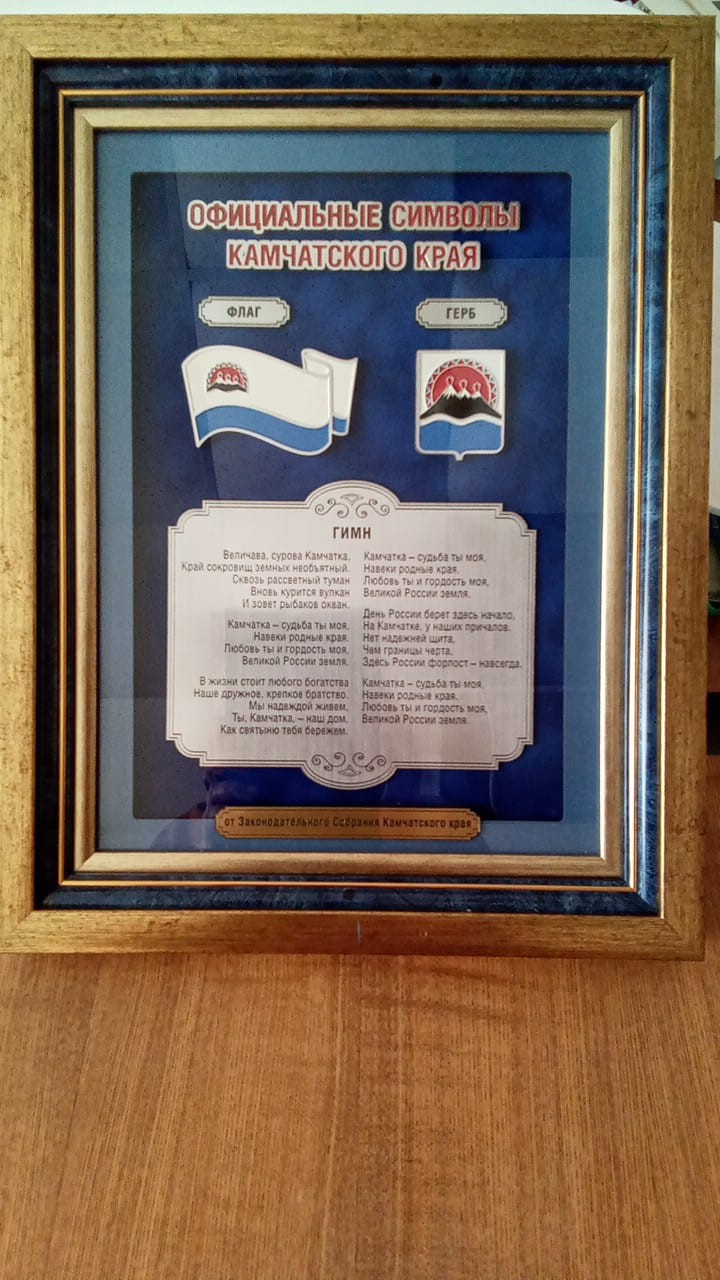 ОФИЦИАЛЬНЫЕ СИМВОЛЫ
КАМЧАТСКОГО КРАЯ
ФЛАГ
ГЕРБ
ГИМН
Величава, сурова Камчатка,
Край сокровищ земных необъятный.
Сквозь рассветный туман
Вновь курится вулкан
И зовет рыбаков океан.
Камчатка – судьба ты моя,
Навеки родные края.
Любовь ты и гордость моя,
Великой России земля.
В жизни стоит любого богатства
Наше дружное, крепкое братство.
Мы надеждой живем,
Ты, Камчатка, – наш дом,
Как святыню тебя бережем.
Камчатка – судьба ты моя,
Навеки родные края.
Любовь ты и гордость моя,
Великой России земля.
День России берет здесь начало,
На Камчатке, у наших причалов.
Нет надежней щита,
Чем границы черта,
Здесь России форпост – навсегда.
Камчатка – судьба ты моя,
Навеки родные края.
Любовь ты и гордость моя,
Великой России земля.
от Законодательного Собрания Камчатского края